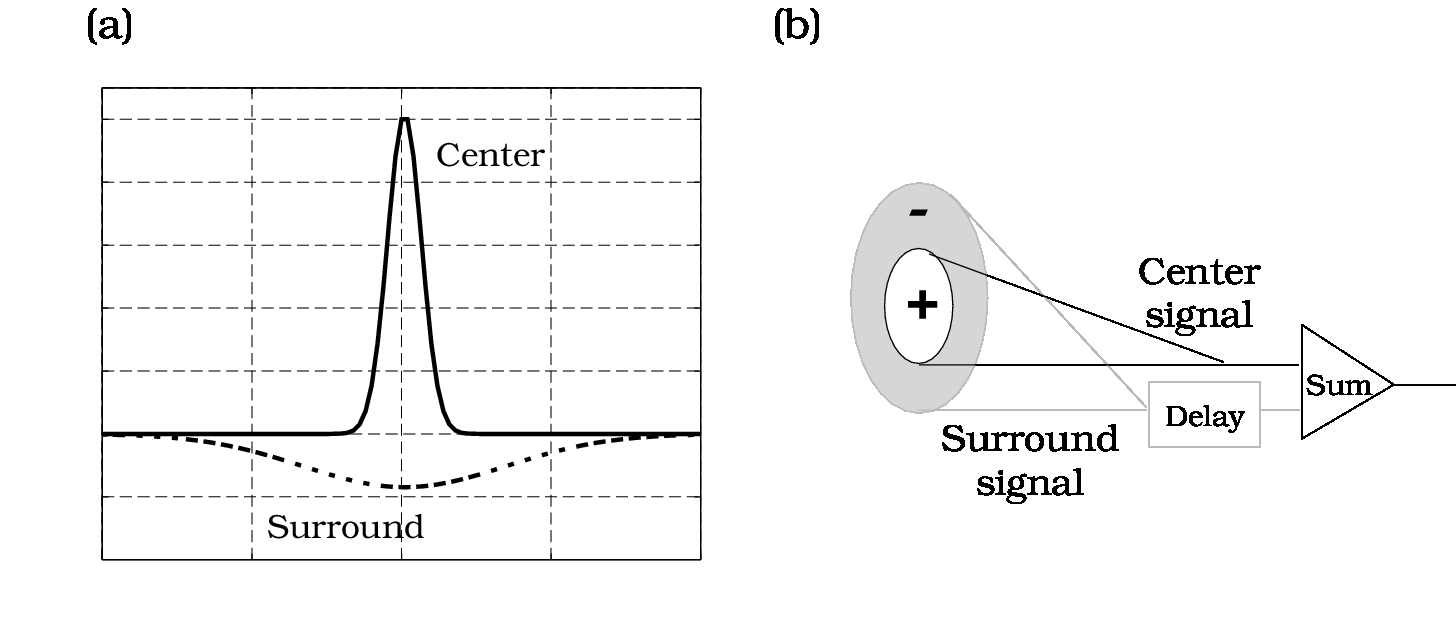 (a)
Center
Surround
(b)
-
+
Center
signal
Sum
Delay
Surround
signal